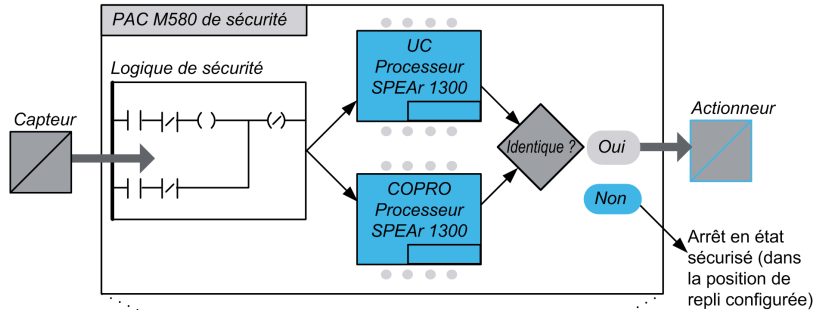 PAC M580 de sécurité
Logique de sécurité
Capteur
UC
Processeur
SPEAr 1300
COPRO
Processeur
SPEAr 1300
Identique ?
Oui
Non
Actionneur
Arrêt en état
sécurisé (dans
la position de
repli configurée)